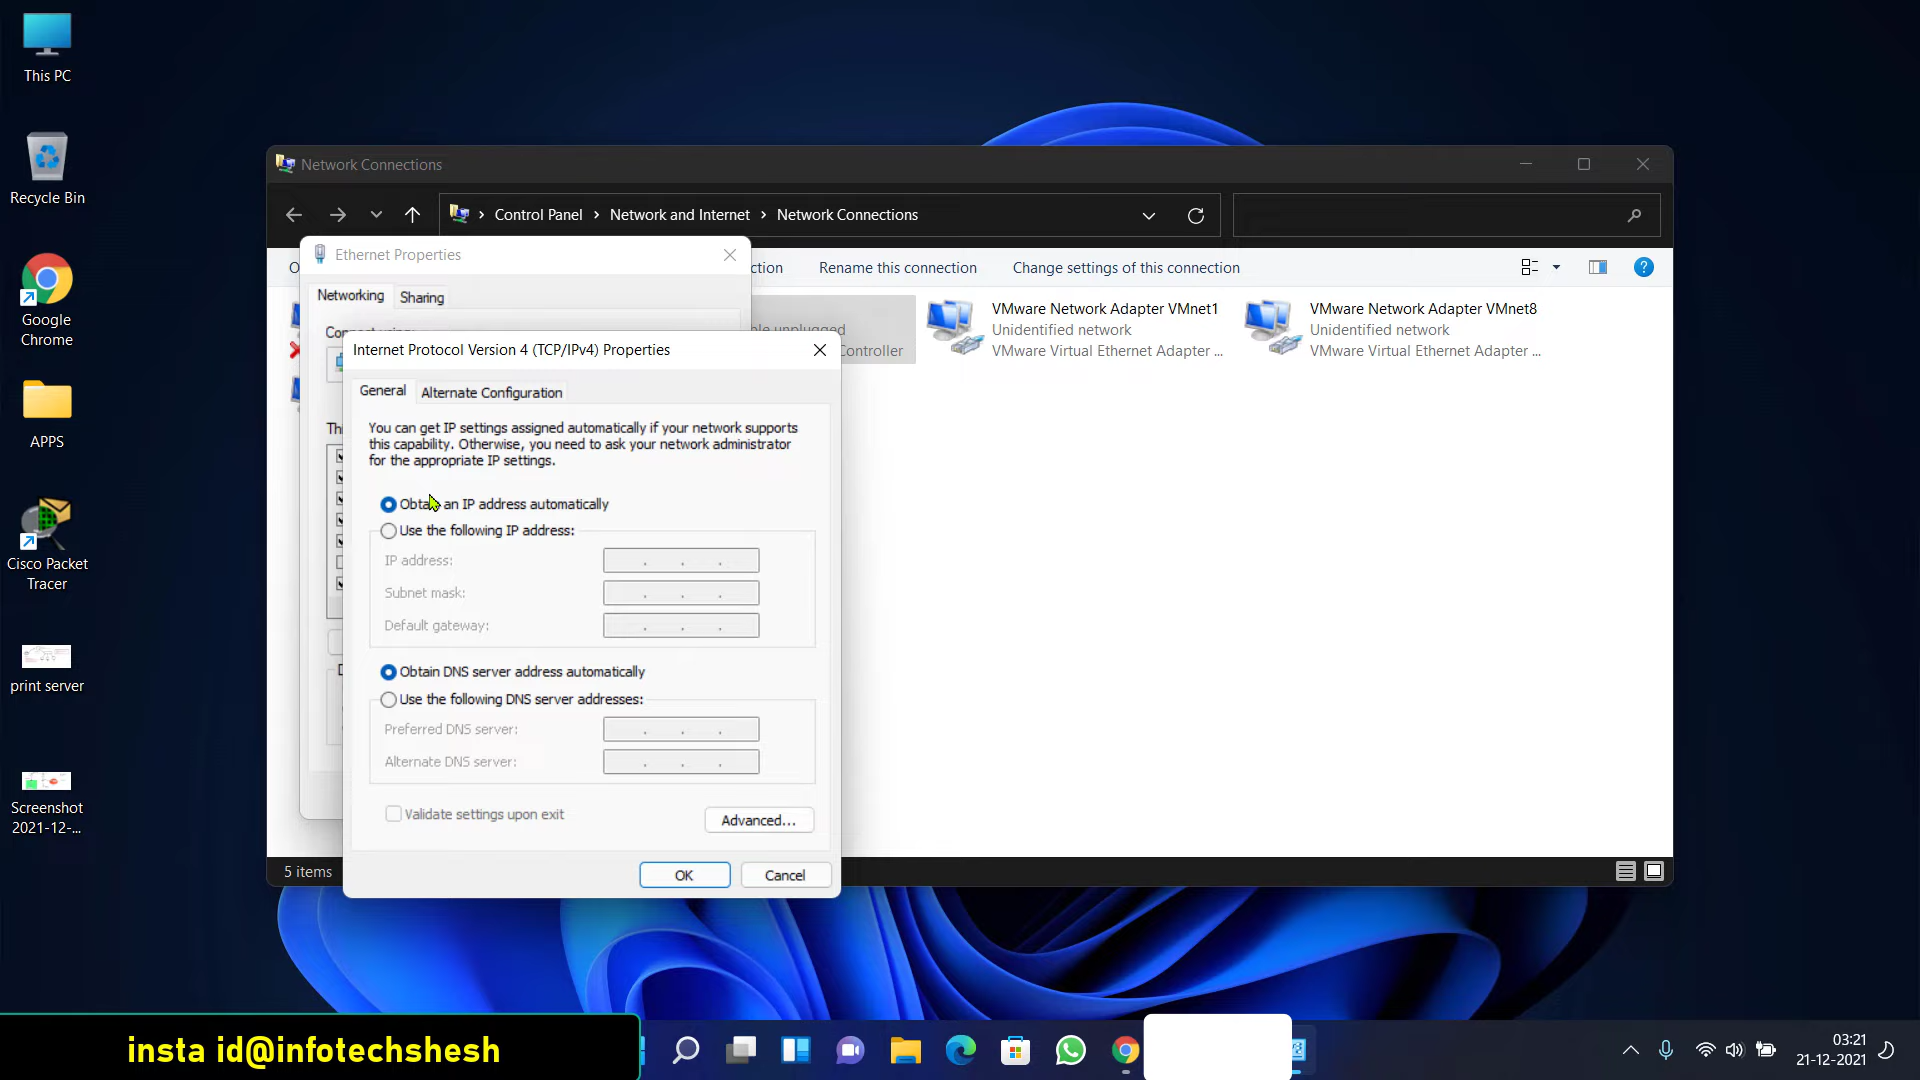 This PC
Recycle Bin
Google
Chrome
APPS
Cisco Packet
Tracer
print server
Screenshot
2021-12-...
Network Connections
Control Panel
Network and Internet
Network Connections
Rename this connection
Change settings of this connection
VMware Network Adapter VMnet1
Unidentified network
VMware Virtual Ethernet Adapter ...
VMware Network Adapter VMnet8
Unidentified network
VMware Virtual Ethernet Adapter ...
unplugged
Controller
Ethernet Properties
Networking
Sharing
Internet Protocol Version 4 (TCP/IPv4) Properties
General
Alternate Configuration
You can get IP settings assigned automatically if your network supports
this capability. Otherwise, you need to ask your network administrator
for the appropriate IP settings.
Obtain an IP address automatically
Use the following IP address:
IP address:
Subnet mask:
Default gateway:
Obtain DNS server address automatically
Use the following DNS server addresses:
Preferred DNS server:
Alternate DNS server:
Validate settings upon exit
Advanced...
OK
Cancel
5 items
insta id@infotechshesh
03:21
21-12-2021